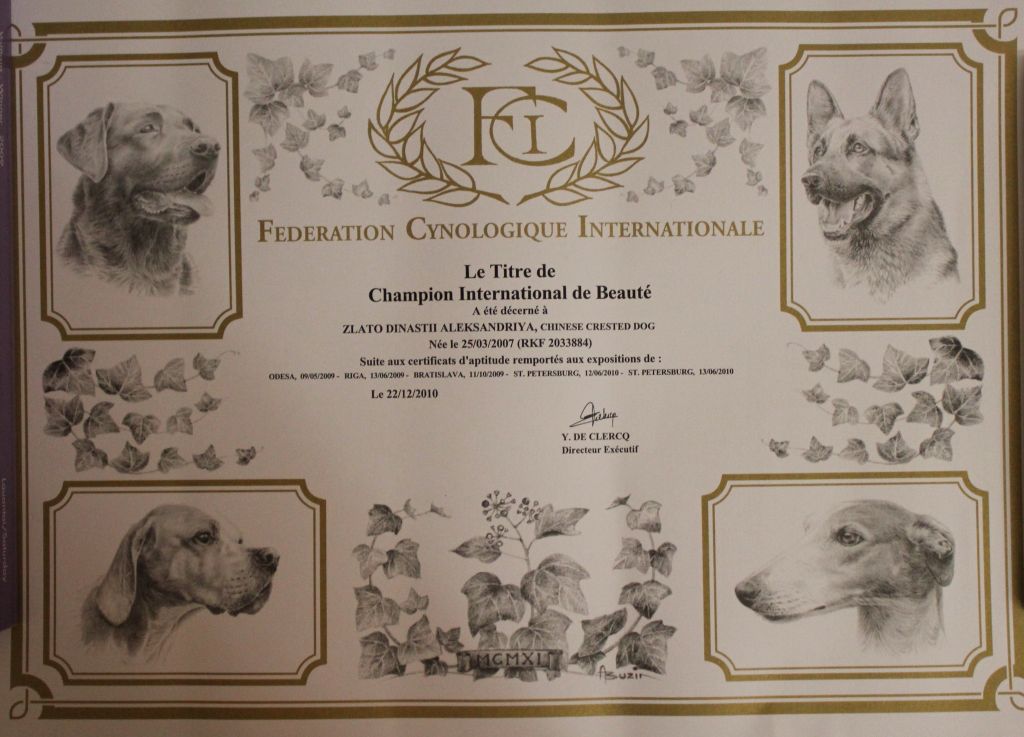 FCI
FEDERATION CYNOLOGIQUE INTERNATIONALE
Le Titre de
Champion International de Beauté
A été décerné à
ZLATO DINASTII ALEKSANDRIYA, CHINESE CRESTED DOG
Née le 25/03/2007 (RKF 2033884)
Suite aux certificats d'aptitude remportés aux expositions de :
ODESA, 09/05/2009 - RIGA, 13/06/2009 - BRATISLAVA, 11/10/2009 - ST. PETERSBURG, 12/06/2010 - ST. PETERSBURG, 13/06/2010
Le 22/12/2010
Y. DE CLERCQ
Directeur Exécutif
MCMXI
Lauantai/Saturday